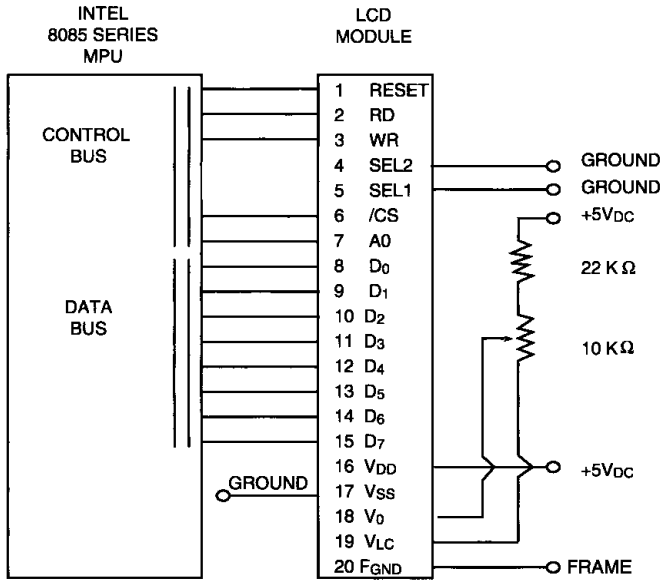 INTEL
8085 SERIES
MPU
LCD
MODULE
CONTROL
BUS
DATA
BUS
1 RESET
2 RD
3 WR
4 SEL2
5 SEL1
6 /CS
7 A0
8 D0
9 D1
10 D2
11 D3
12 D4
13 D5
14 D6
15 D7
16 VDD
17 VSS
18 V0
19 VLC
20 FGND
GROUND
GROUND
+5VDC
22 KΩ
10 KΩ
+5VDC
GROUND
FRAME